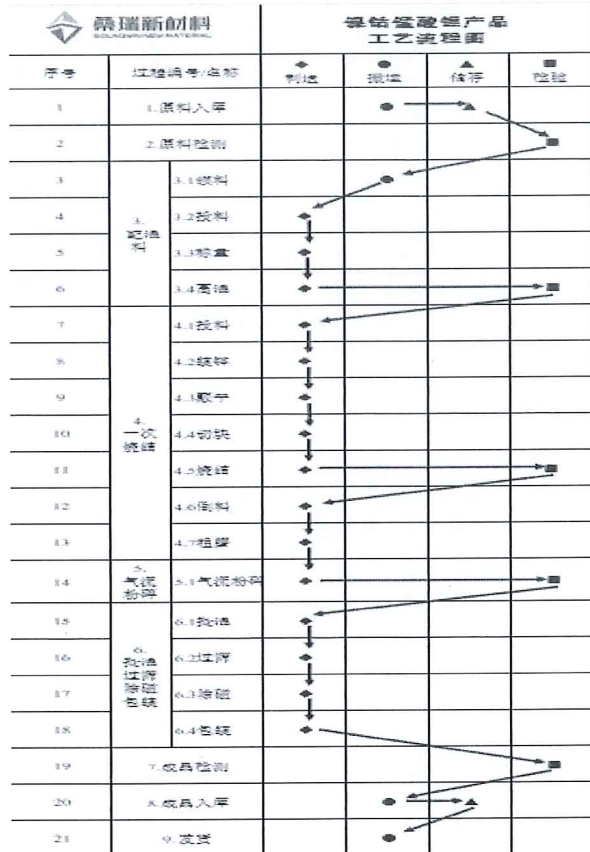 桑瑞新材料
镍钴锰酸锂产品
工艺流程图
序号 过程编号/名称 制造 搬运 储存 检验
1 1.原料入库
2 2.原料检测
3 3.1领料
4 3.2投料
3.
配混
料
5 3.3称量
6 3.4高混
7 4.1投料
8 4.2装钵
9 4.3摇匀
10 4.4切块
4.
一次
烧结
11 4.5烧结
12 4.6倒料
13 4.7粗磨
14 5.1气流粉碎
5.
气流
粉碎
15 6.1批混
16 6.2过筛
6.
批混
过筛
除磁
包装
17 6.3除磁
18 6.4包装
19 7.成品检测
20 8.成品入库
21 9.发货